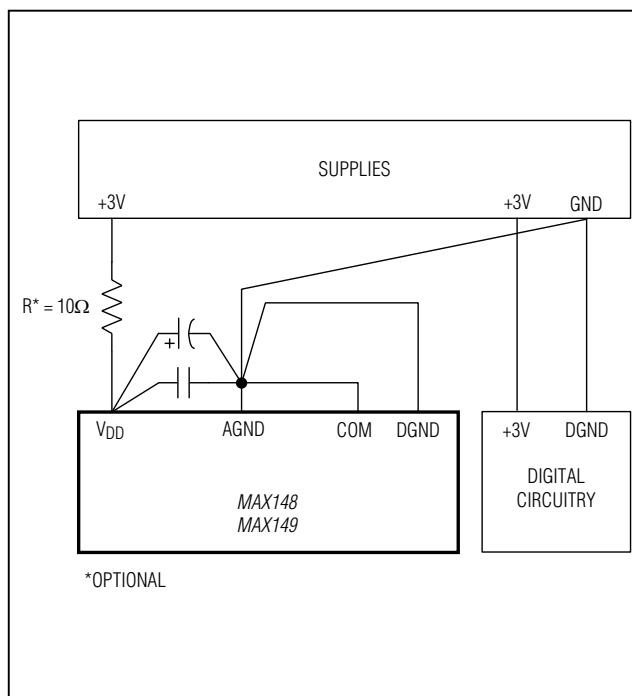 SUPPLIES
+3V +3V GND
R* = 10Ω
+
VDD AGND COM DGND +3V DGND
MAX148
MAX149
DIGITAL
CIRCUITRY
*OPTIONAL